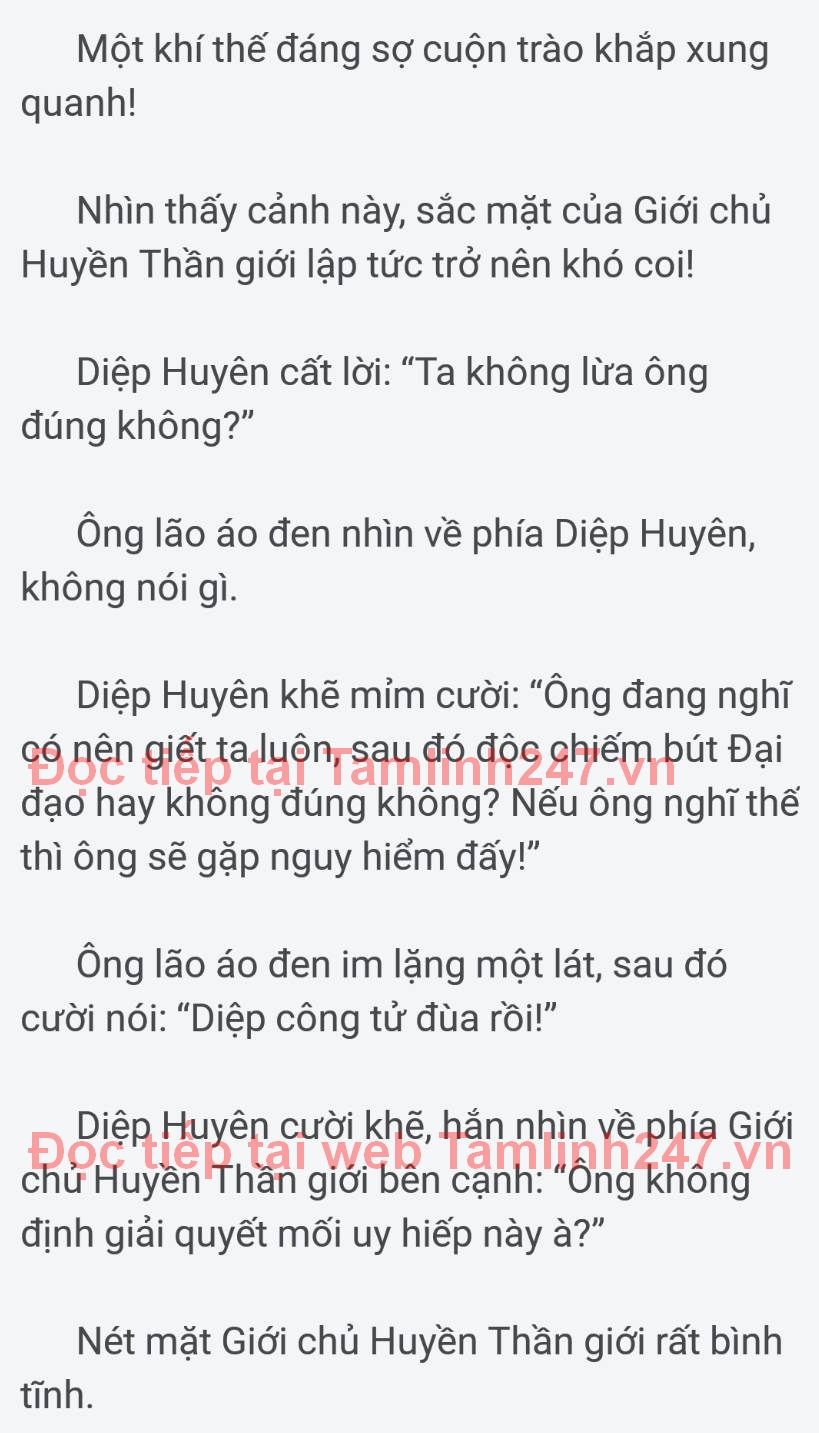 Một khí thế đáng sợ cuộn trào khắp xung
quanh!
Nhìn thấy cảnh này, sắc mặt của Giới chủ
Huyền Thần giới lập tức trở nên khó coi!
Diệp Huyên cất lời: “Ta không lừa ông
đúng không?”
Ông lão áo đen nhìn về phía Diệp Huyên,
không nói gì.
Diệp Huyên khẽ mỉm cười: “Ông đang nghĩ
có nên giết ta luôn, sau đó độc chiếm bút Đại
Đọc tiếp tại Tamlinh247.vn
đạo hay không đúng không? Nếu ông nghĩ thế
thì ông sẽ gặp nguy hiểm đấy!”
Ông lão áo đen im lặng một lát, sau đó
cười nói: “Diệp công tử đùa rồi!”
Diệp Huyên cười khẽ, hắn nhìn về phía Giới
Đọc tiếp tại web Tamlinh247.vn
chủ Huyền Thần giới bên cạnh: “Ông không
định giải quyết mối uy hiếp này à?”
Nét mặt Giới chủ Huyền Thần giới rất bình
tĩnh.